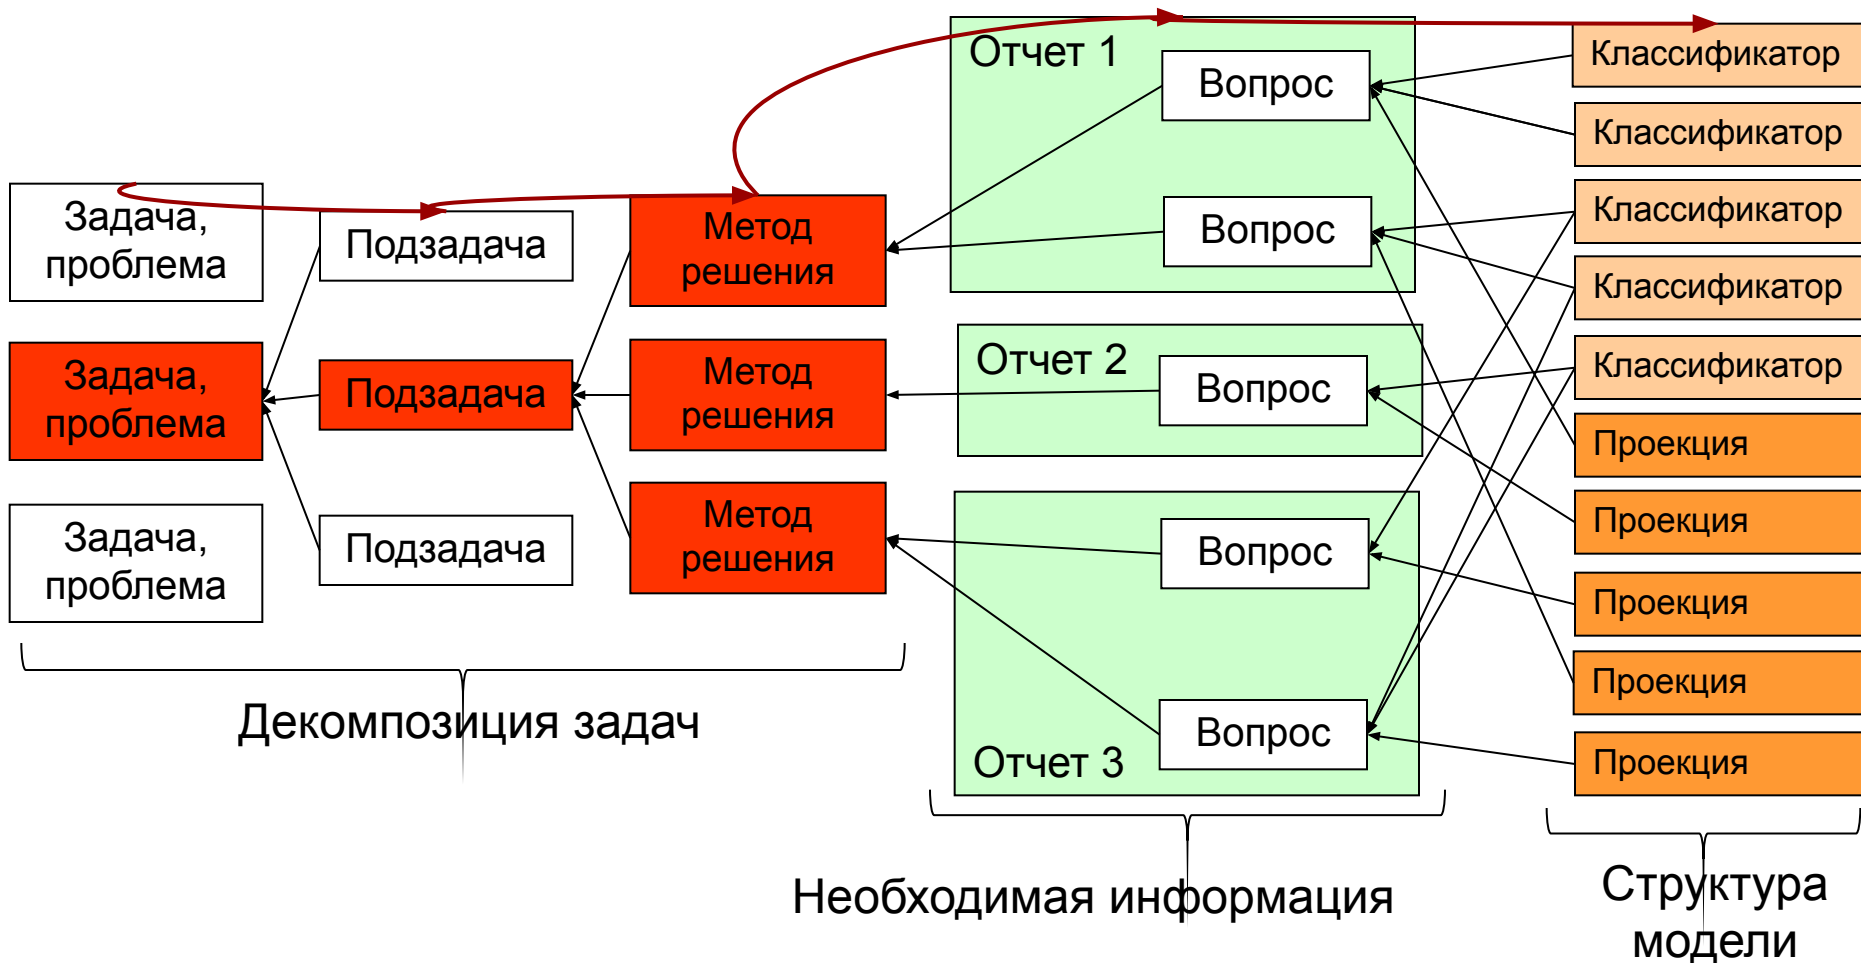 Задача,
проблема
Задача,
проблема
Задача,
проблема
Подзадача
Подзадача
Подзадача
Метод
решения
Метод
решения
Метод
решения
Декомпозиция задач
Отчет 1
Вопрос
Вопрос
Отчет 2
Вопрос
Вопрос
Вопрос
Отчет 3
Необходимая информация
Классификатор
Классификатор
Классификатор
Классификатор
Классификатор
Проекция
Проекция
Проекция
Проекция
Проекция
Структура
модели